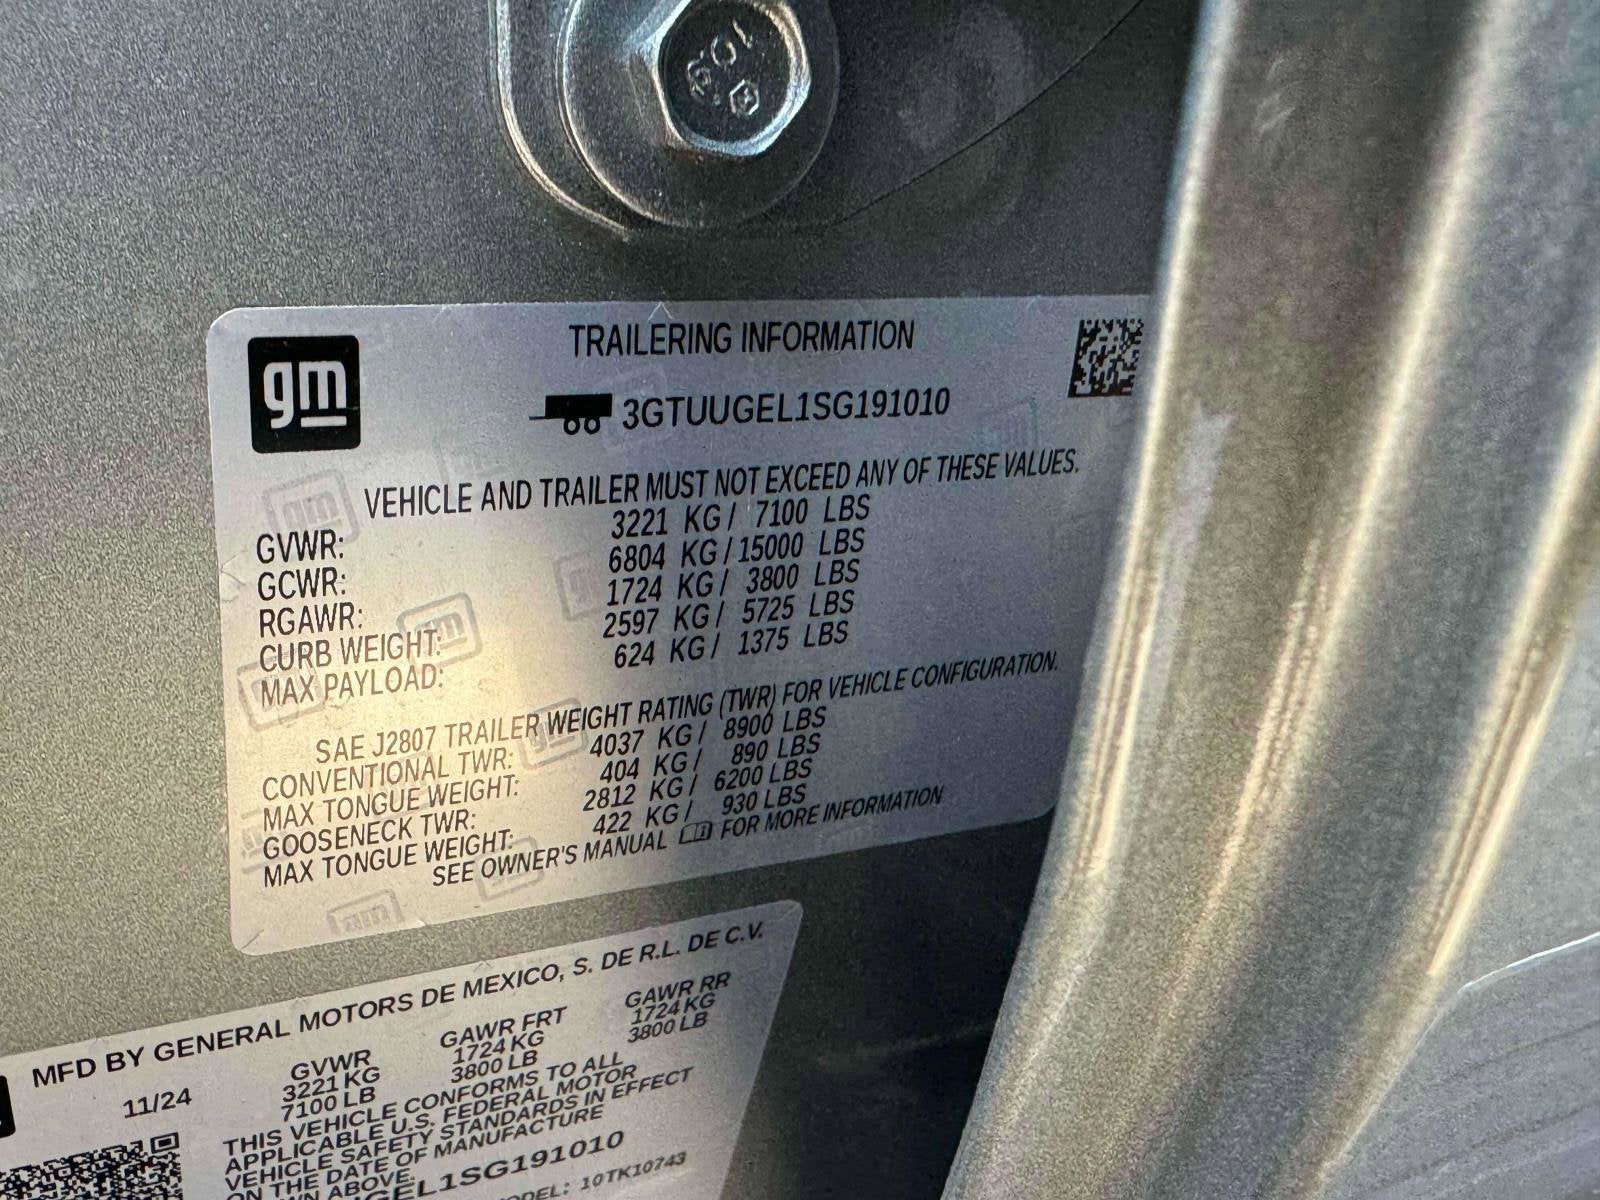 10.9
gm
TRAILERING INFORMATION
3GTUUGEL1SG191010
VEHICLE AND TRAILER MUST NOT EXCEED ANY OF THESE VALUES.
GVWR: 3221 KG / 7100 LBS
GCWR: 6804 KG / 15000 LBS
RGAWR: 1724 KG / 3800 LBS
CURB WEIGHT: 2597 KG / 5725 LBS
MAX PAYLOAD: 624 KG / 1375 LBS
SAE J2807 TRAILER WEIGHT RATING (TWR) FOR VEHICLE CONFIGURATION.
CONVENTIONAL TWR: 4037 KG / 8900 LBS
MAX TONGUE WEIGHT: 404 KG / 890 LBS
GOOSENECK TWR: 2812 KG / 6200 LBS
MAX TONGUE WEIGHT: 422 KG / 930 LBS
SEE OWNER'S MANUAL FOR MORE INFORMATION
MFD BY GENERAL MOTORS DE MEXICO, S. DE R.L. DE C.V.
11/24 GVWR GAWR FRT GAWR RR
3221 KG 1724 KG 1724 KG
7100 LB 3800 LB 3800 LB
THIS VEHICLE CONFORMS TO ALL
APPLICABLE U.S. FEDERAL MOTOR
VEHICLE SAFETY STANDARDS IN EFFECT
ON THE DATE OF MANUFACTURE
ABOVE.
GEL1SG191010
MODEL: 10TK10743